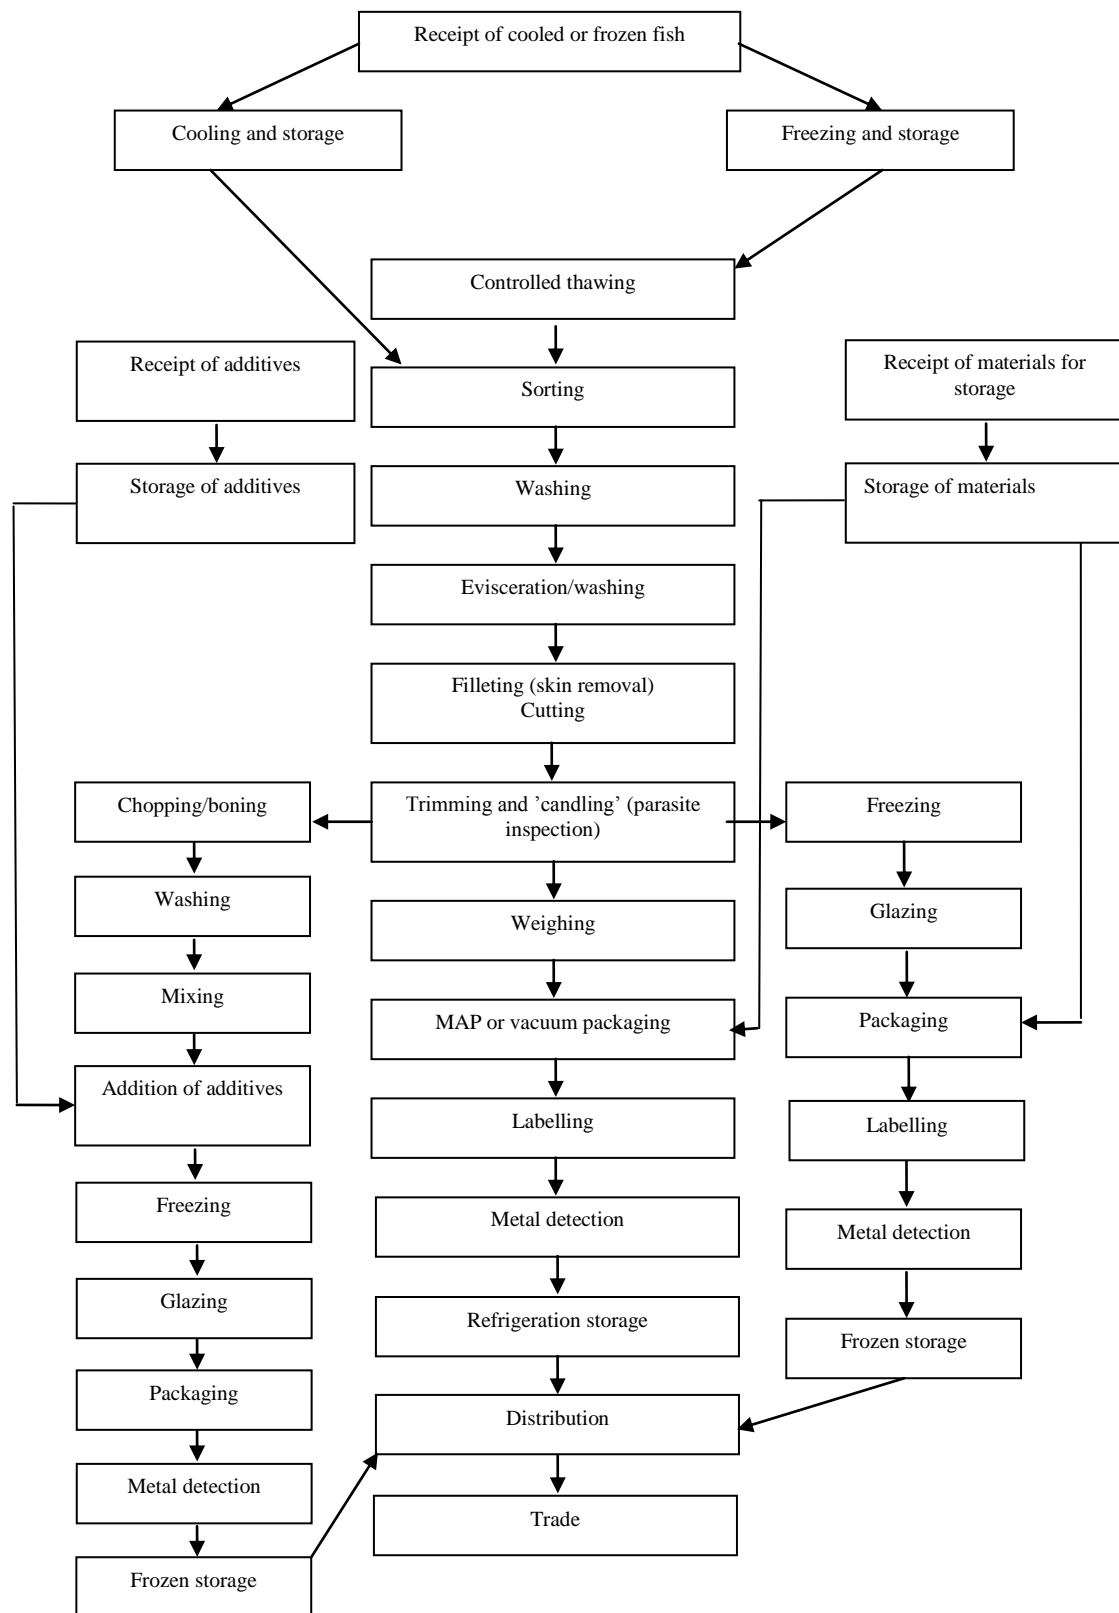 Receipt of cooled or frozen fish
Cooling and storage
Freezing and storage
Controlled thawing
Receipt of additives
Sorting
Receipt of materials for
storage
Storage of additives
Washing
Storage of materials
Evisceration/washing
Filleting (skin removal)
Cutting
Chopping/boning
Trimming and ’candling’ (parasite
inspection)
Freezing
Washing
Weighing
Glazing
Mixing
MAP or vacuum packaging
Packaging
Addition of additives
Labelling
Labelling
Freezing
Metal detection
Metal detection
Glazing
Refrigeration storage
Frozen storage
Packaging
Distribution
Metal detection
Trade
Frozen storage